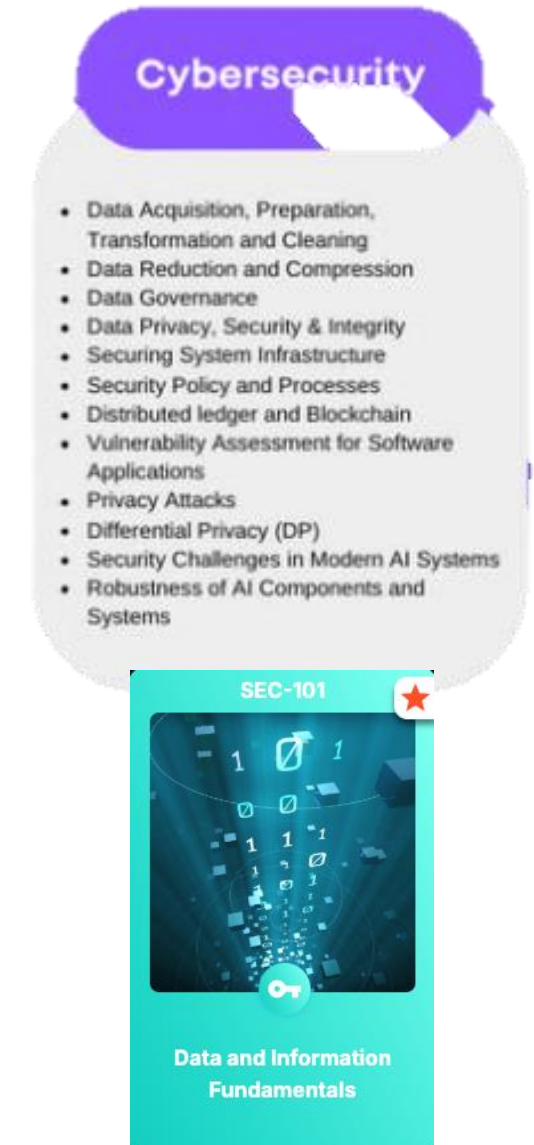 Cybersecurity
• Data Acquisition, Preparation,
Transformation and Cleaning
• Data Reduction and Compression
• Data Governance
• Data Privacy, Security & Integrity
• Securing System Infrastructure
• Security Policy and Processes
• Distributed ledger and Blockchain
• Vulnerability Assessment for Software
Applications
• Privacy Attacks
• Differential Privacy (DP)
• Security Challenges in Modern AI Systems
• Robustness of AI Components and
Systems
SEC-101
1 0 1
0 0
1 1 1
Data and Information
Fundamentals